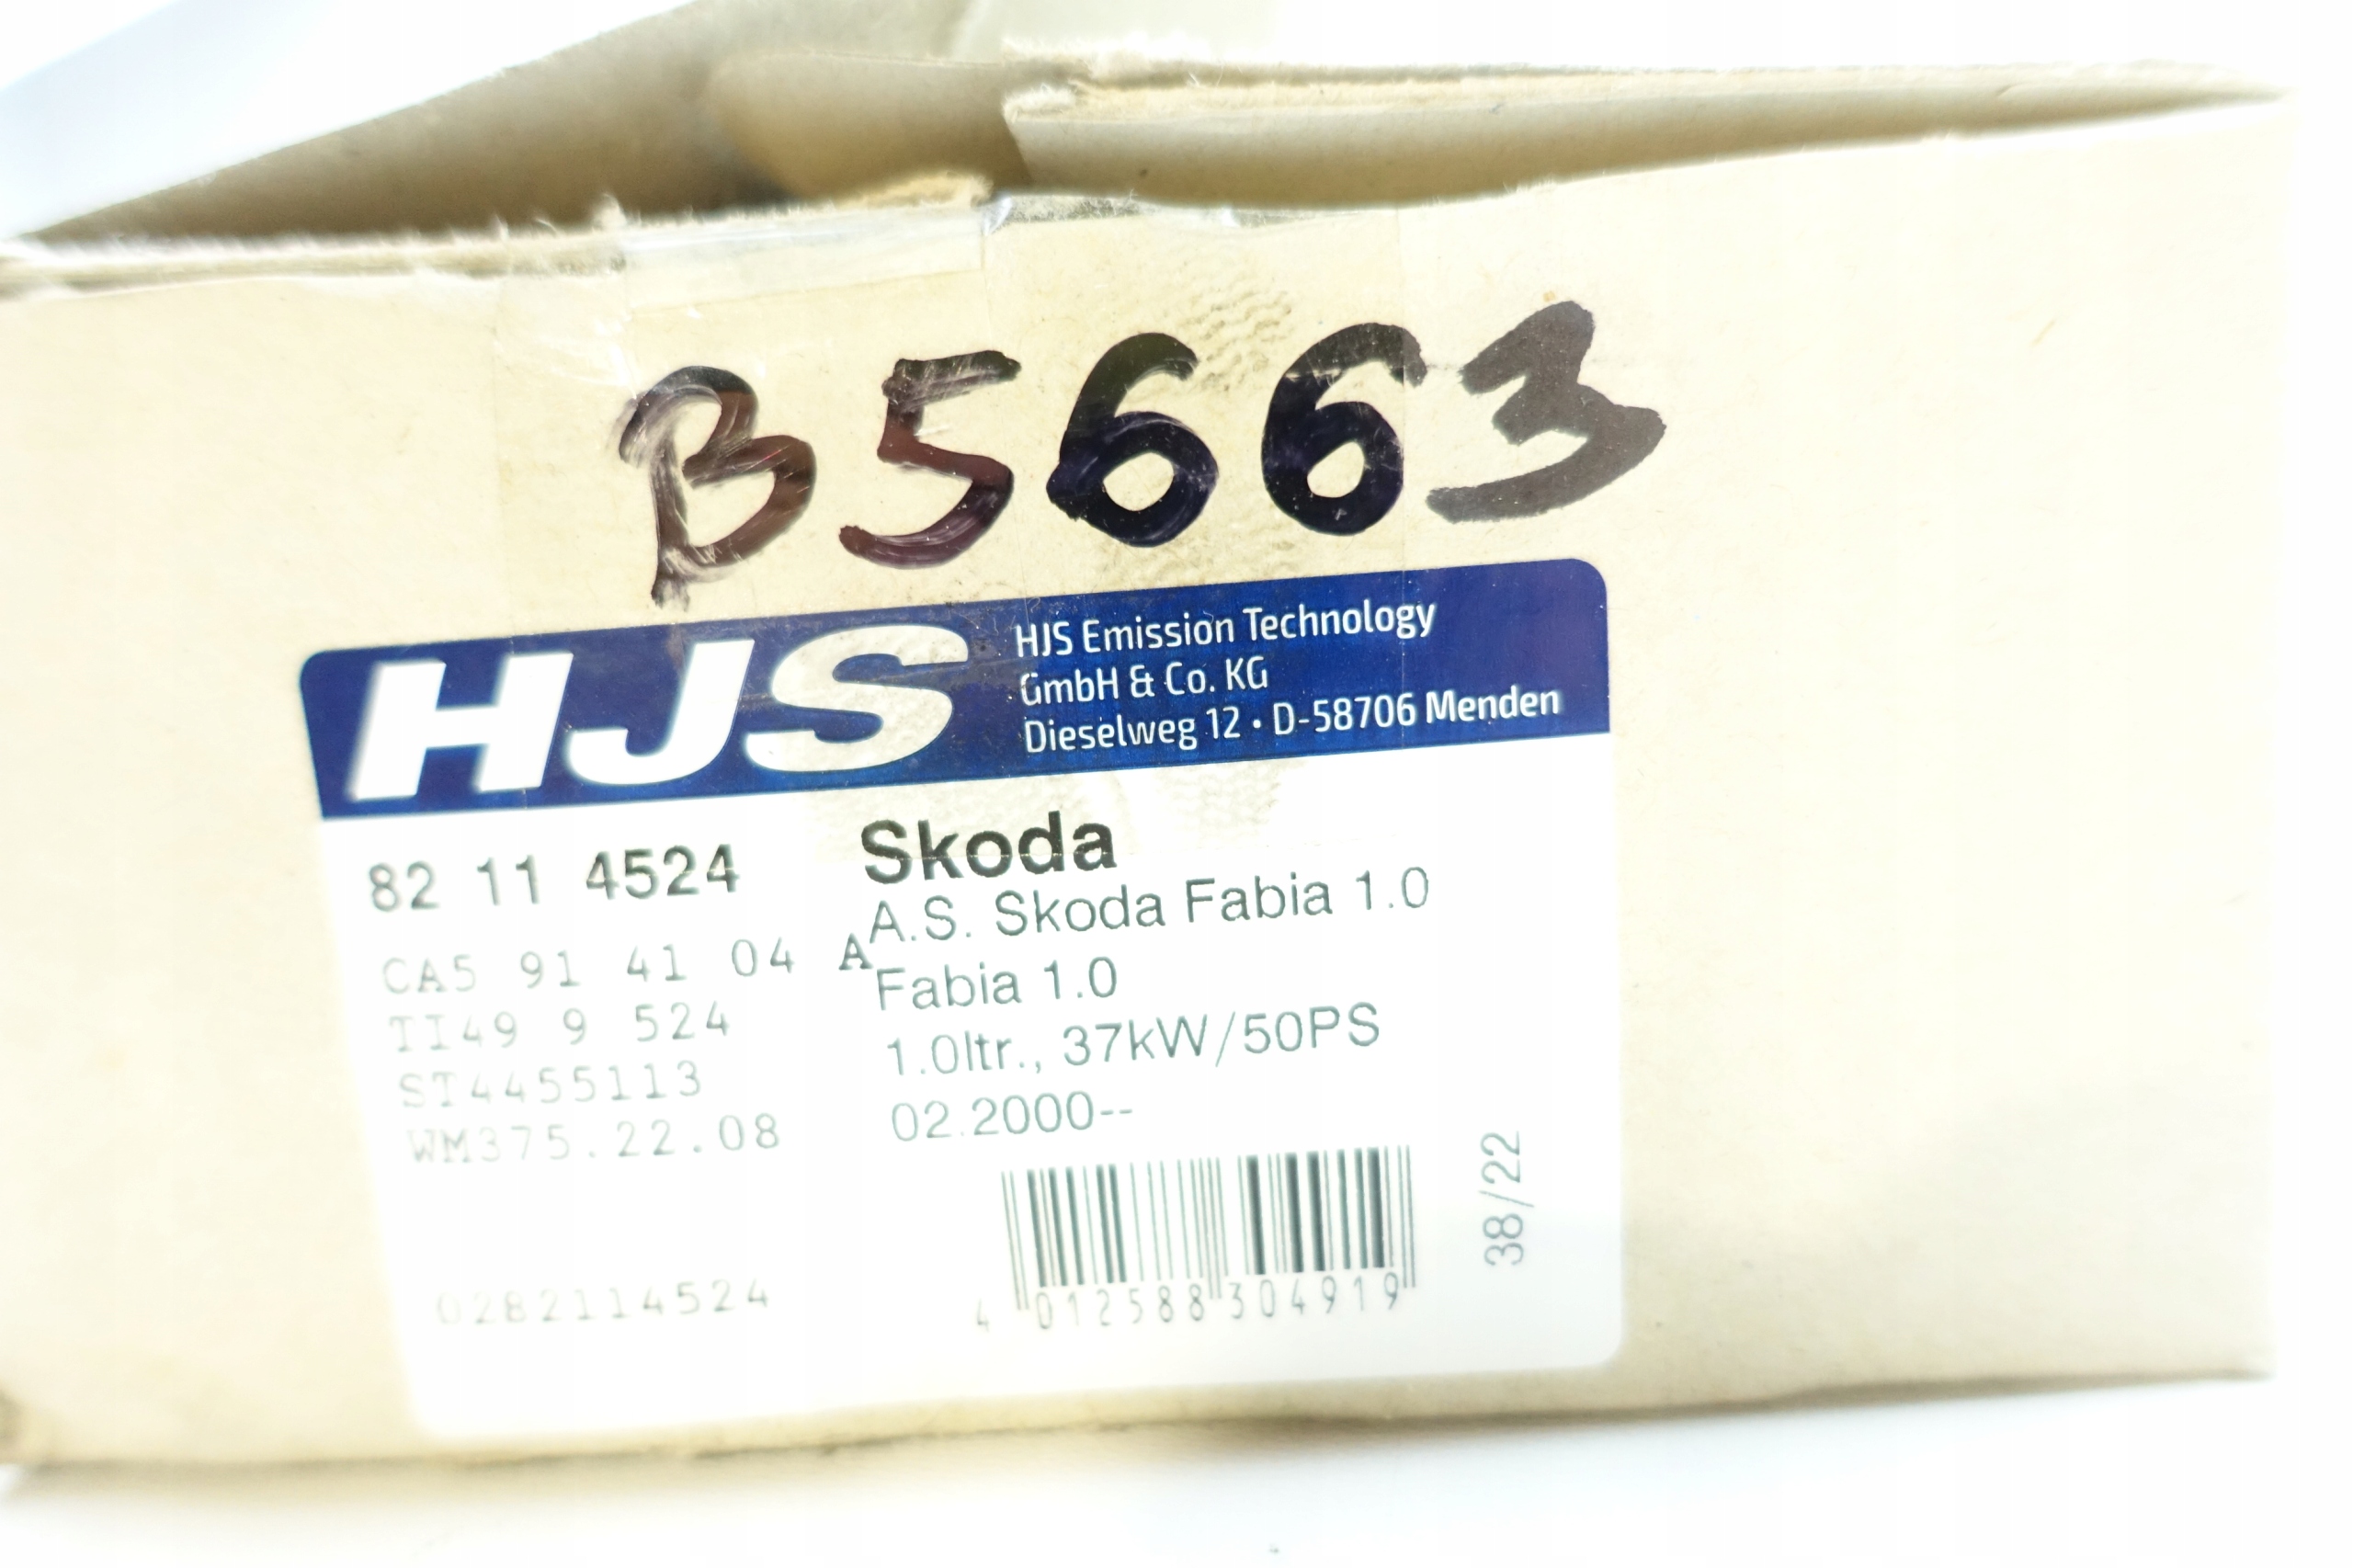 B5663
HJS
HJS Emission Technology
GmbH & Co. KG
Dieselweg 12 • D-58706 Menden
82 11 4524
CA5 91 41 04 A
TI49 9 524
ST4455113
WM375.22.08
0282114524
Skoda
A.S. Skoda Fabia 1.0
Fabia 1.0
1.0ltr., 37kW/50PS
02.2000--
4 012588 304919
38/22